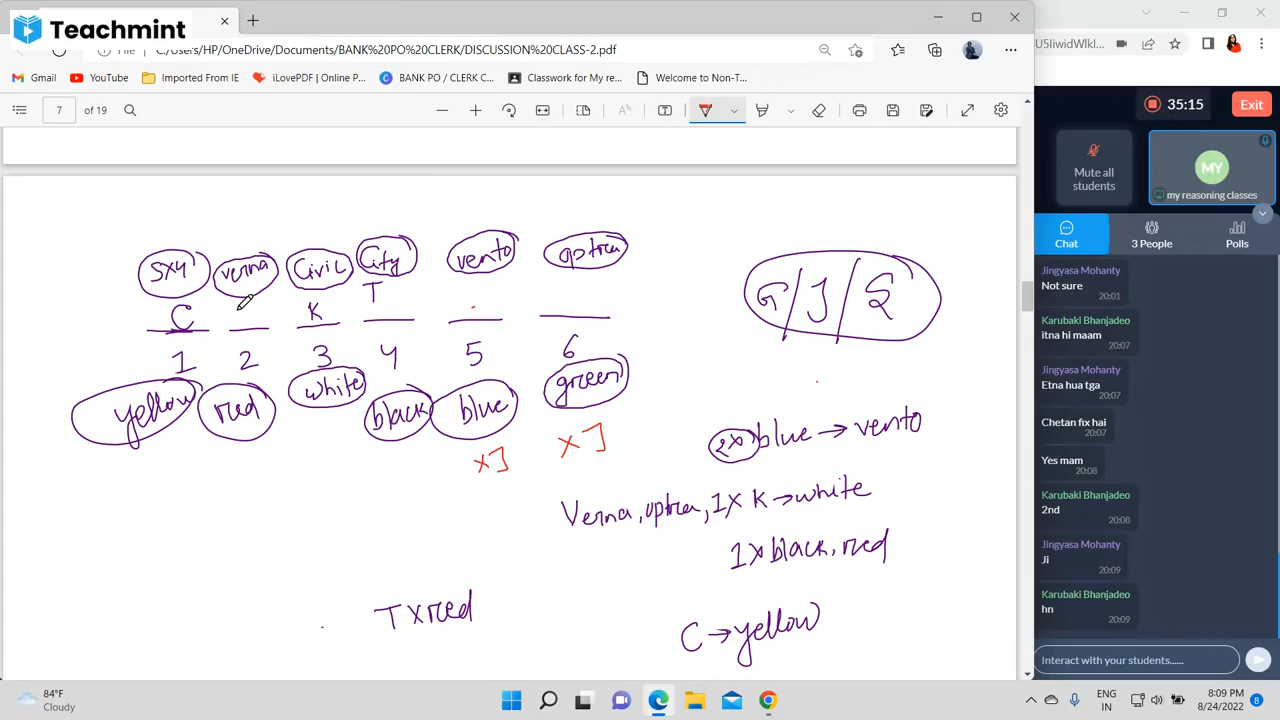 Teachmint
C:/Users/HP/OneDrive/Documents/BANK%20PO%20CLERK/DISCUSSION%20CLASS-2.pdf
U5IiwidWlkI...
Gmail YouTube Imported From IE iLovePDF | Online P... BANK PO / CLERK C... Classwork for My re... Welcome to Non-T...
7 of 19
35:15 Exit
Mute all students
MY
my reasoning classes
Chat 3 People Polls
SX4 verna Civic City vento optra
C K T
1 2 3 4 5 6
yellow red white black blue green
×J ×J
G/J/S
2× blue → vento
Verna, optra, 1 × K → white
1 × black, red
T × red
C → yellow
Jingyasa Mohanty
Not sure 20:01
Karubaki Bhanjadeo
itna hi maam 20:07
Etna hua tga 20:07
Chetan fix hai 20:07
Yes mam 20:08
Karubaki Bhanjadeo
2nd 20:08
Jingyasa Mohanty
Ji 20:09
Karubaki Bhanjadeo
hn 20:09
Interact with your students......
84°F
Cloudy
ENG
IN
8:09 PM
8/24/2022
8